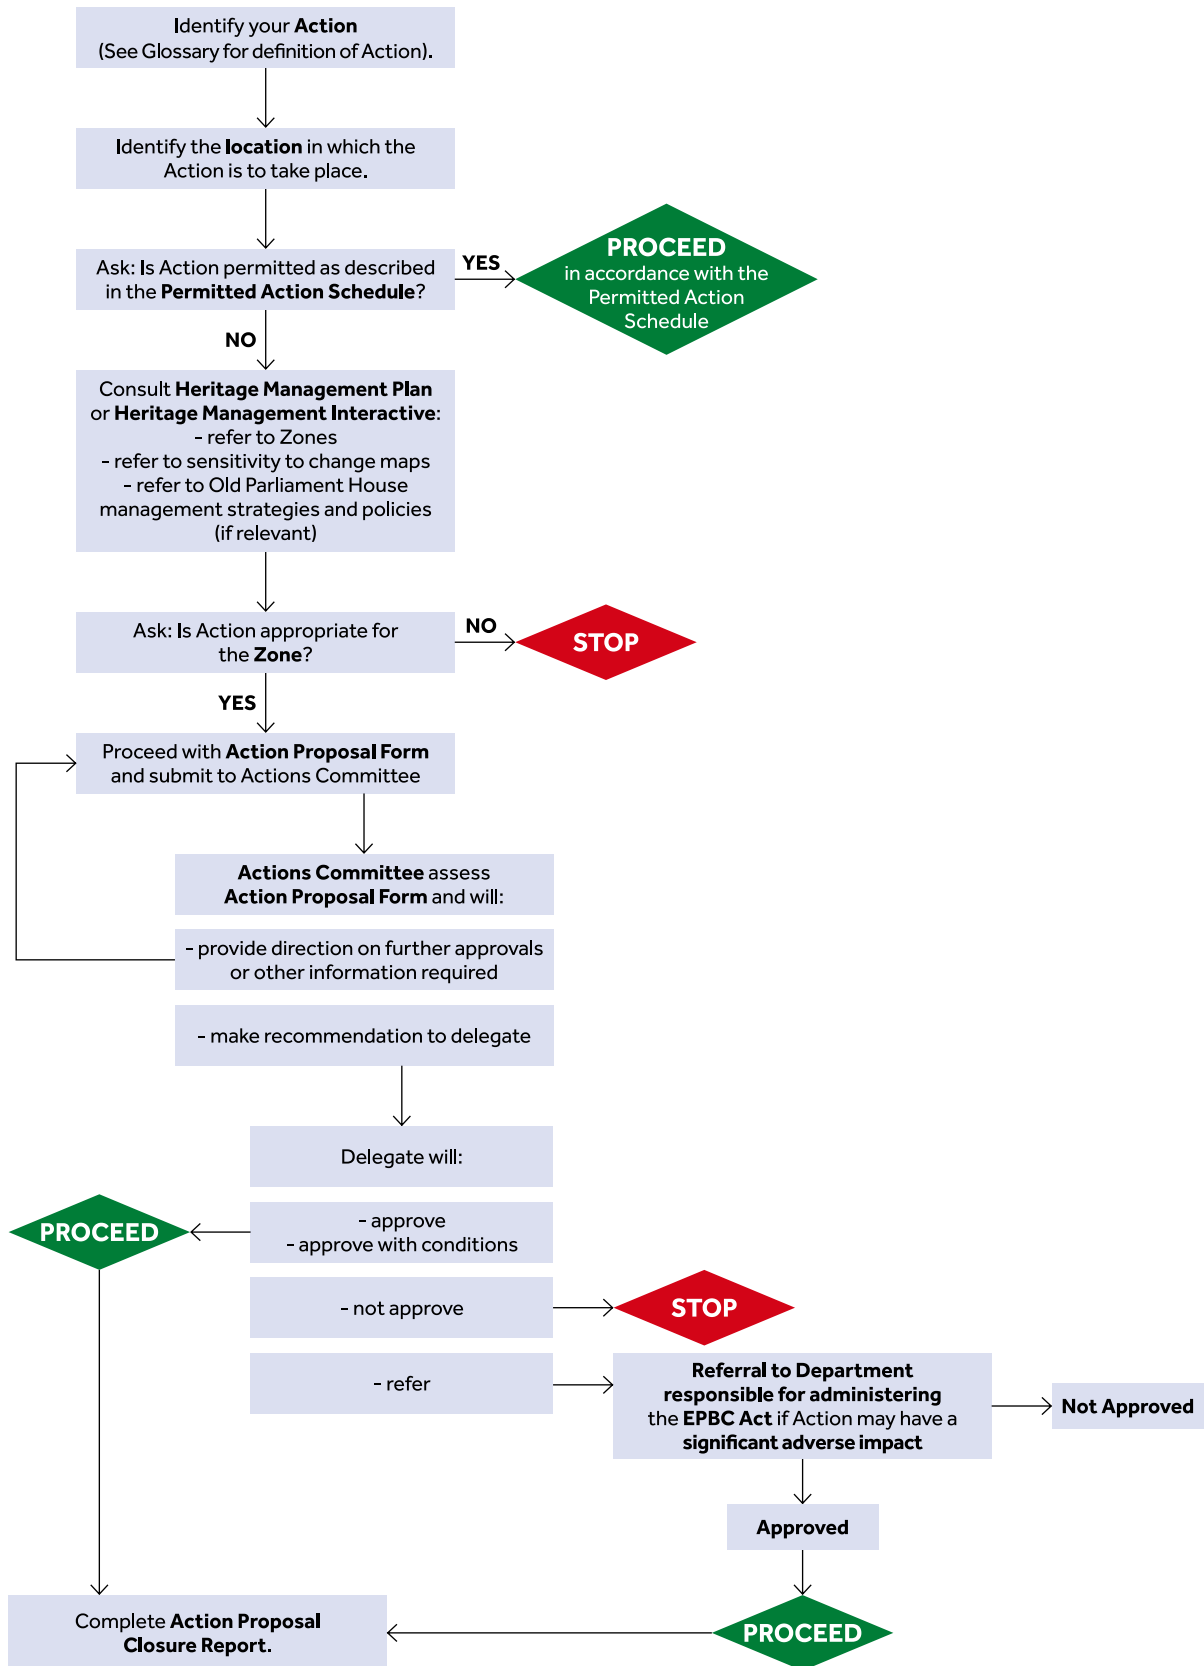 Identify your Action
(See Glossary for definition of Action).
Identify the location in which the
Action is to take place.
Ask: Is Action permitted as described
in the Permitted Action Schedule?
YES
PROCEED
in accordance with the
Permitted Action
Schedule
NO
Consult Heritage Management Plan
or Heritage Management Interactive:
- refer to Zones
- refer to sensitivity to change maps
- refer to Old Parliament House
management strategies and policies
(if relevant)
Ask: Is Action appropriate for
the Zone?
NO
STOP
YES
Proceed with Action Proposal Form
and submit to Actions Committee
Actions Committee assess
Action Proposal Form and will:
- provide direction on further approvals
or other information required
- make recommendation to delegate
Delegate will:
- approve
- approve with conditions
PROCEED
- not approve
STOP
- refer
Referral to Department
responsible for administering
the EPBC Act if Action may have a
significant adverse impact
Not Approved
Approved
PROCEED
Complete Action Proposal
Closure Report.